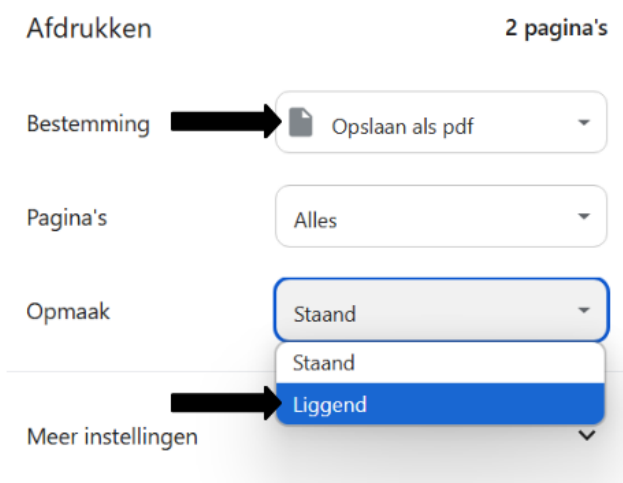 Afdrukken 2 pagina's
Bestemming Opslaan als pdf
Pagina's Alles
Opmaak Staand
Staand
Liggend
Meer instellingen